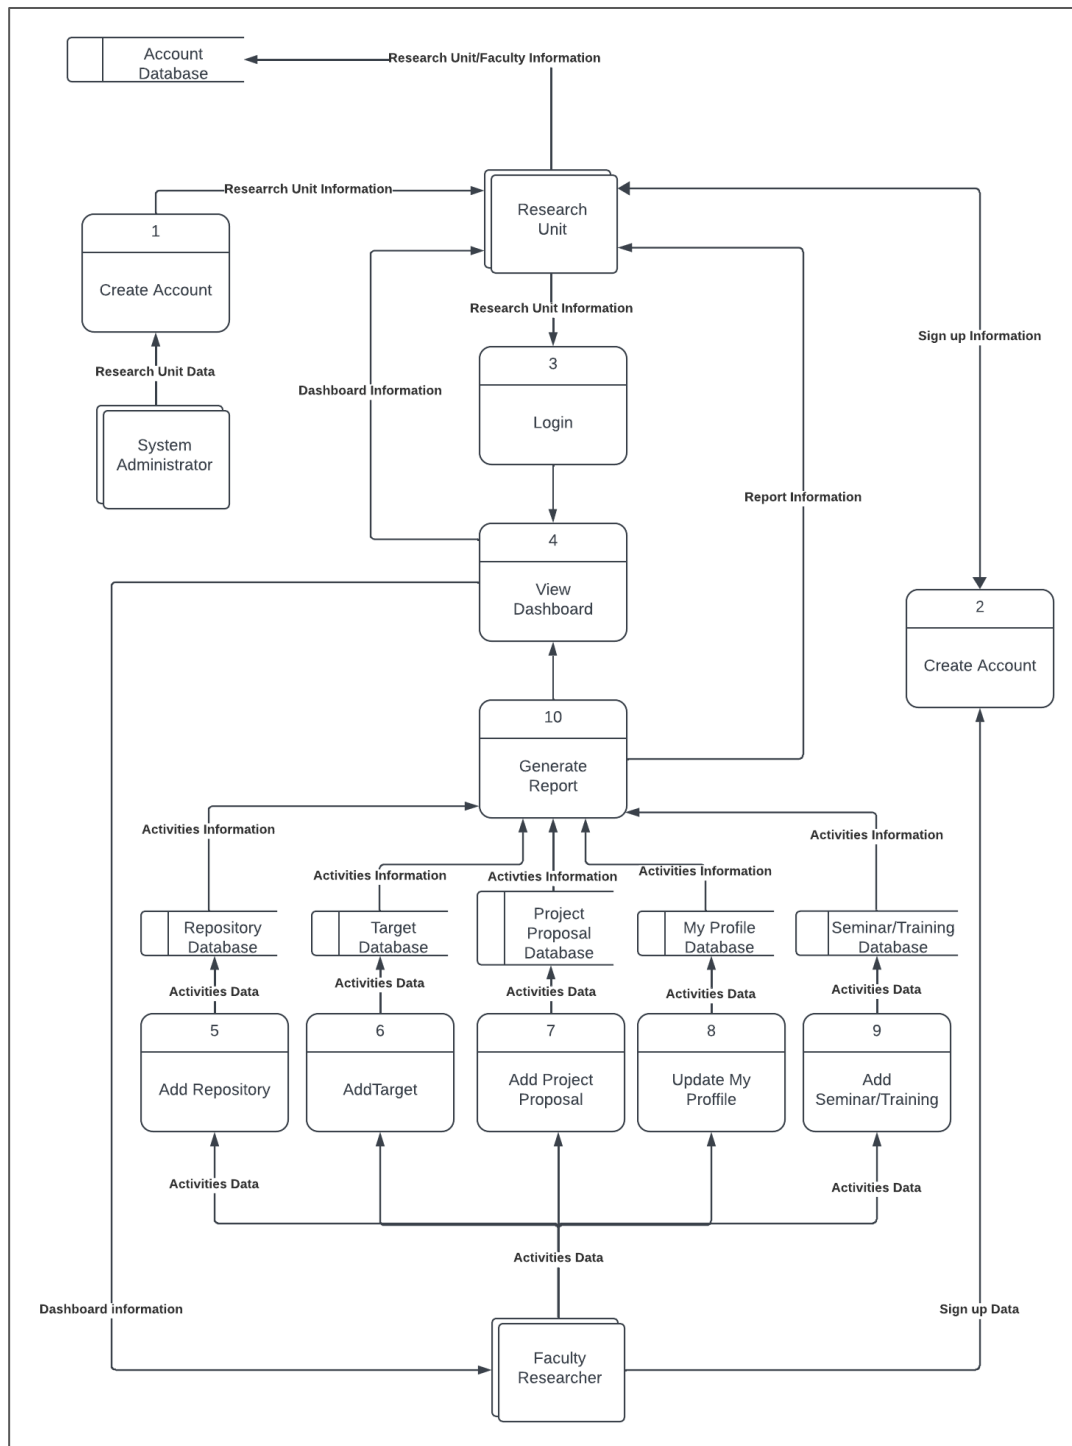 Account
Database
Research Unit/Faculty Information
Researrch Unit Information
Research
Unit
1
Create Account
Research Unit Information
Sign up Information
3
Login
Research Unit Data
Dashboard Information
System
Administrator
Report Information
4
View
Dashboard
2
Create Account
10
Generate
Report
Activities Information
Activities Information
Activities Information
Activties Information
Activities Information
Repository
Database
Target
Database
Project
Proposal
Database
My Profile
Database
Seminar/Training
Database
Activities Data
Activities Data
Activities Data
Activities Data
Activities Data
5
Add Repository
6
AddTarget
7
Add Project
Proposal
8
Update My
Proffile
9
Add
Seminar/Training
Activities Data
Activities Data
Activities Data
Dashboard information
Sign up Data
Faculty
Researcher